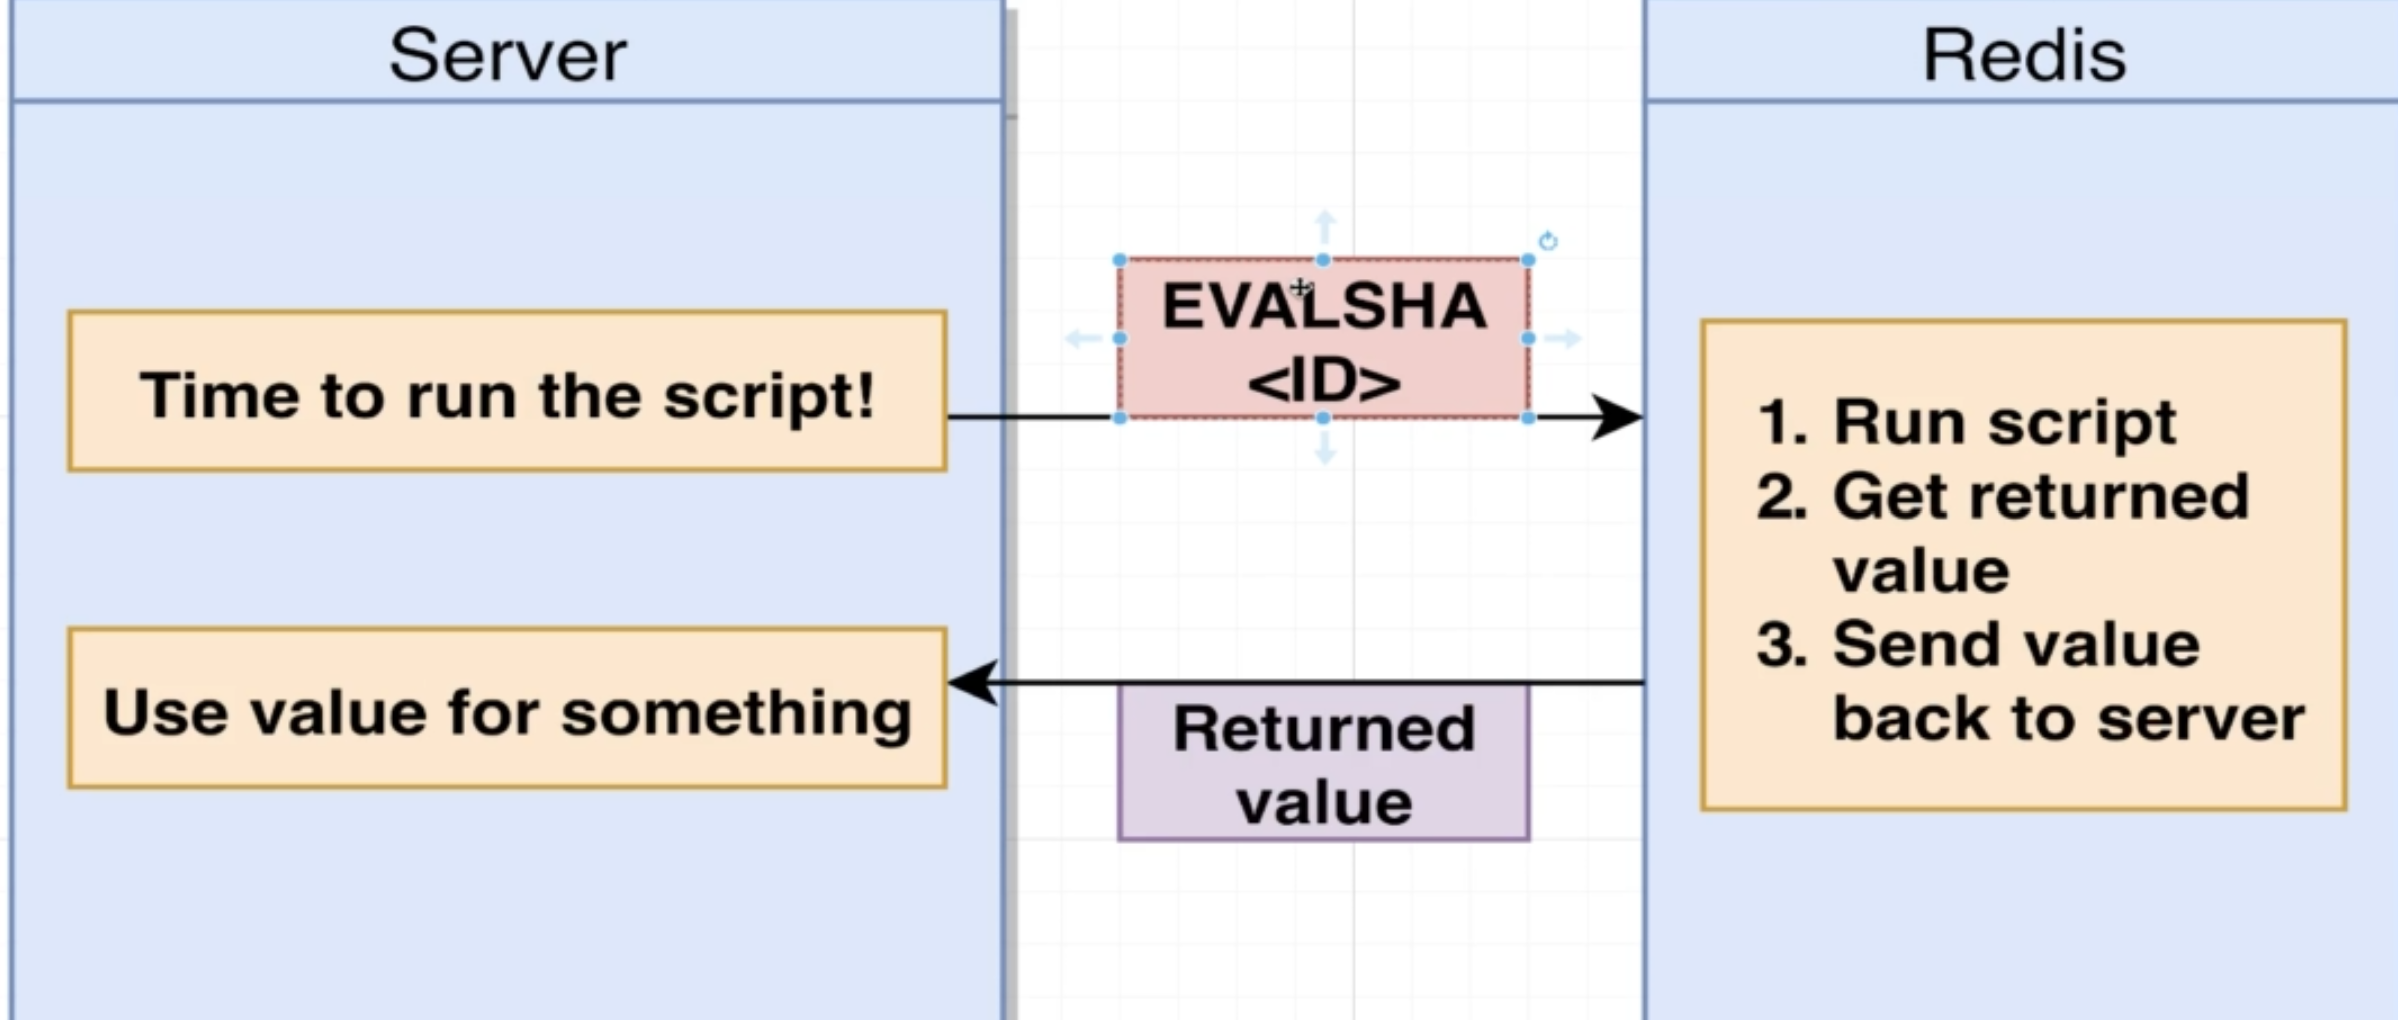 Server
Redis
Time to run the script!
EVALSHA
<ID>
1. Run script
2. Get returned
value
3. Send value
back to server
Use value for something
Returned
value